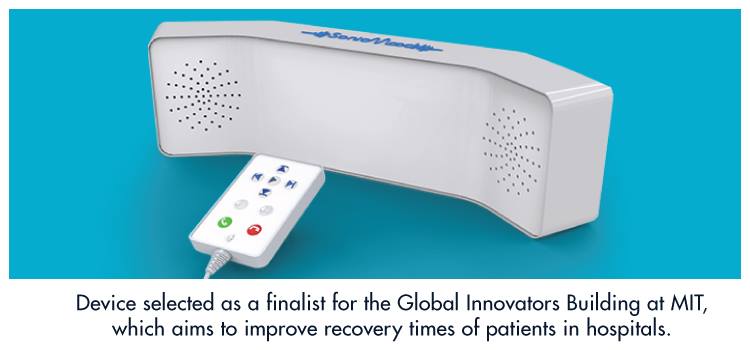 SonoMood
Device selected as a finalist for the Global Innovators Building at MIT,
which aims to improve recovery times of patients in hospitals.